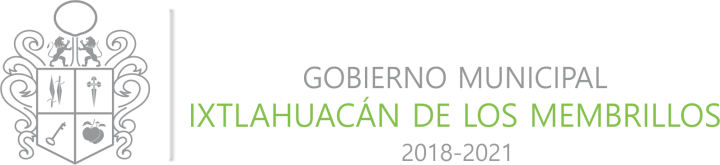 GOBIERNO MUNICIPAL
IXTLAHUACÁN DE LOS MEMBRILLOS
2018-2021